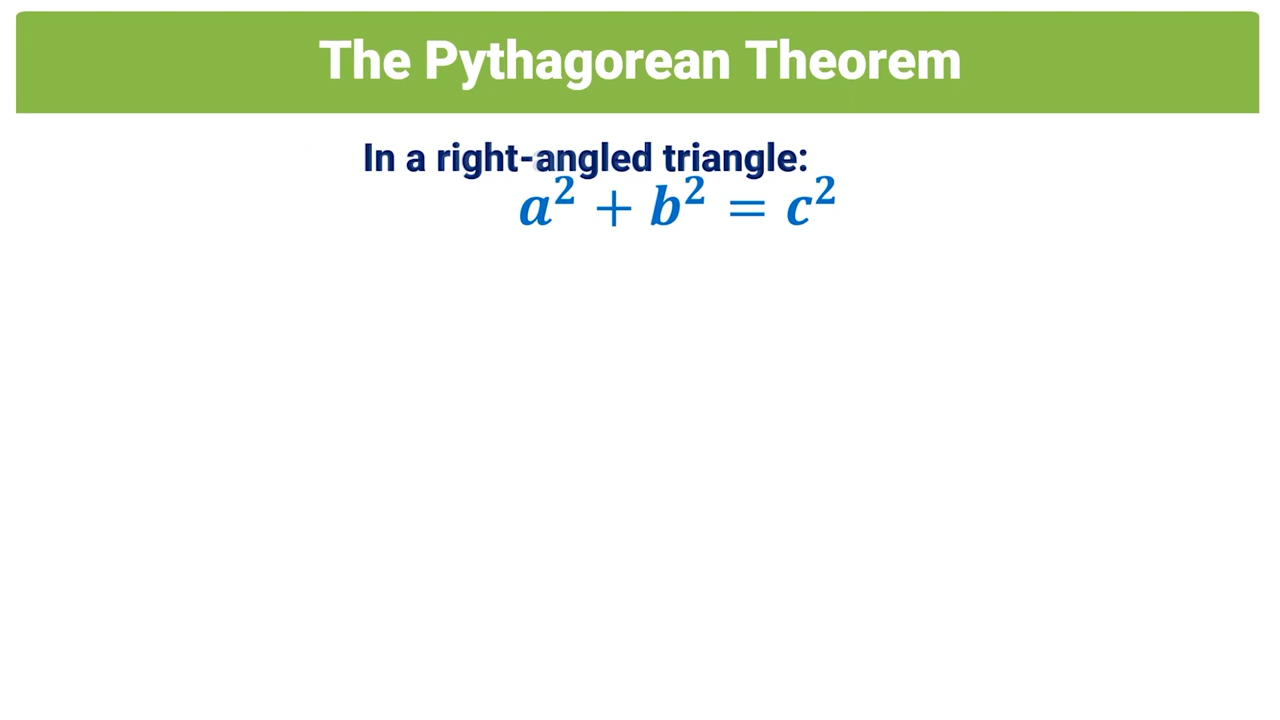 The Pythagorean Theorem
In a right-angled triangle:
a² + b² = c²